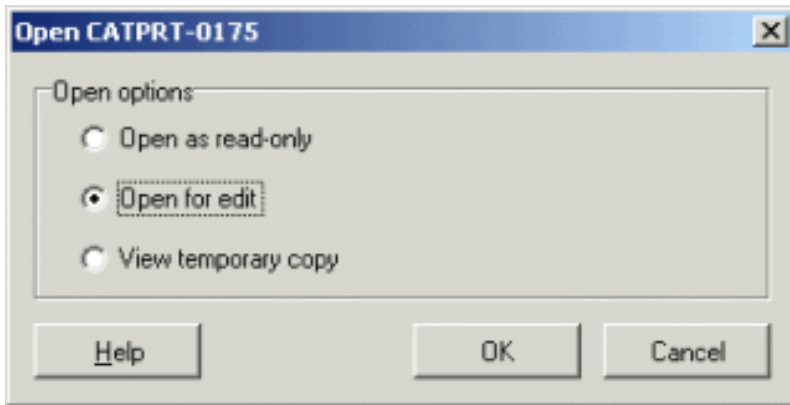 Open CATPRT-0175
Open options
Open as read-only
Open for edit
View temporary copy
Help OK Cancel